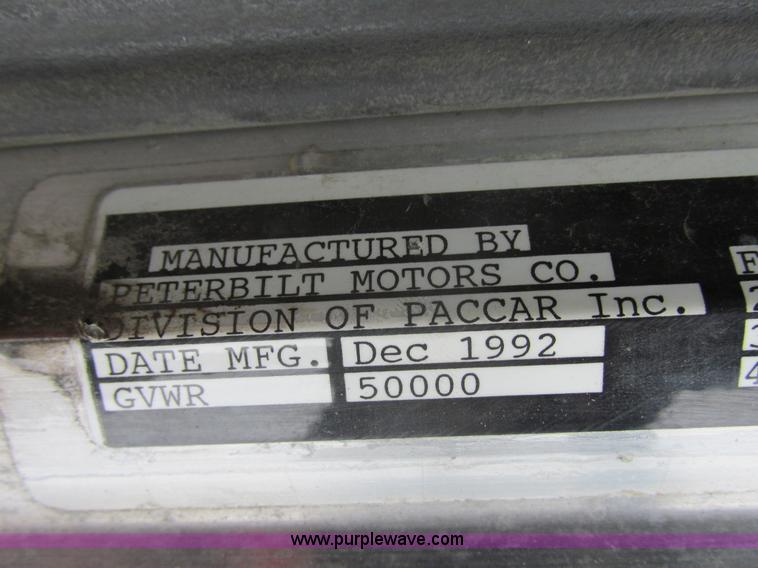 MANUFACTURED BY
PETERBILT MOTORS CO.
DIVISION OF PACCAR Inc.
DATE MFG. Dec 1992
GVWR 50000
www.purplewave.com